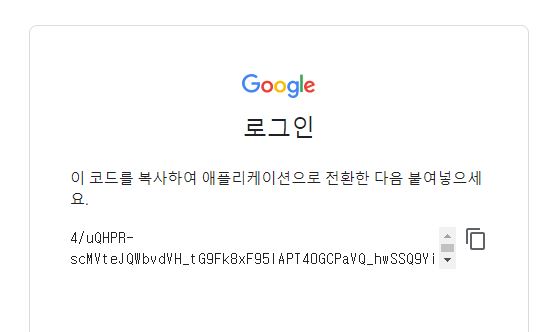 Google
로그인
이 코드를 복사하여 애플리케이션으로 전환한 다음 붙여넣으세
요.
4/uQHPR-
scMVteJQWbvdVH_tG9Fk8xF95IAPT4OGCPaVQ_hwSSQ9Yi